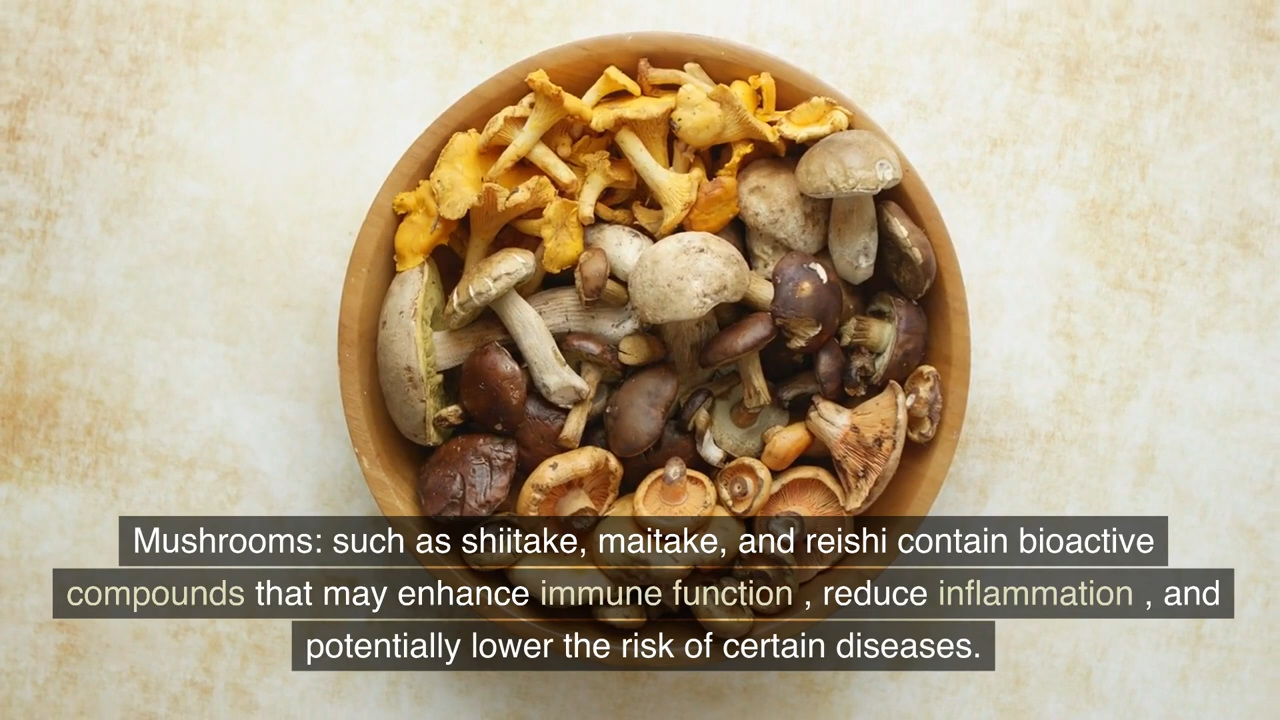 Mushrooms: such as shiitake, maitake, and reishi contain bioactive
compounds that may enhance immune function , reduce inflammation , and
potentially lower the risk of certain diseases.